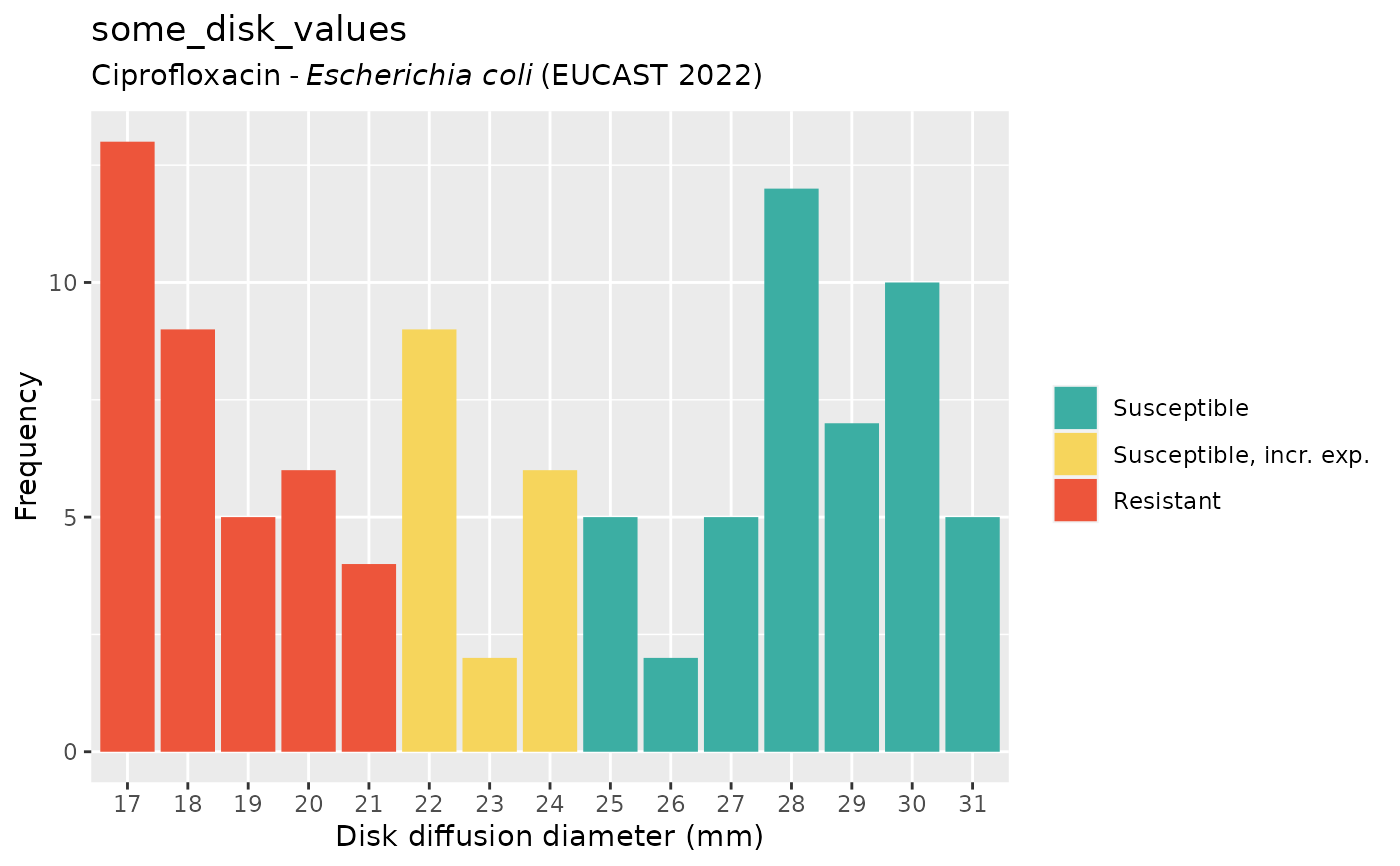 some_disk_values
Ciprofloxacin - Escherichia coli (EUCAST 2022)
Frequency
10
5
0
17 18 19 20 21 22 23 24 25 26 27 28 29 30 31
Disk diffusion diameter (mm)
Susceptible
Susceptible, incr. exp.
Resistant